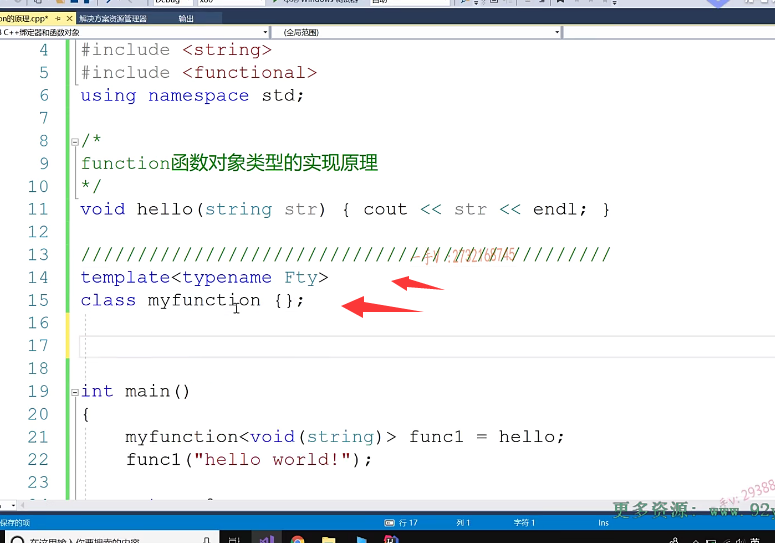 on的原理.cpp*
解决方案资源管理器
输出
C++绑定器和函数对象
(全局范围)
4 #include <string>
5 #include <functional>
6 using namespace std;
7
8 /*
9 function函数对象类型的实现原理
10 */
11 void hello(string str) { cout << str << endl; }
12
13 ///////////////////////////////////////////////
14 template<typename Fty>
15 class myfunction {};
16
17
18
19 int main()
20 {
21 myfunction<void(string)> func1 = hello;
22 func1("hello world!");
23
更多资源：www.92
保存的项
行 17
列 1
字符 1
Ins